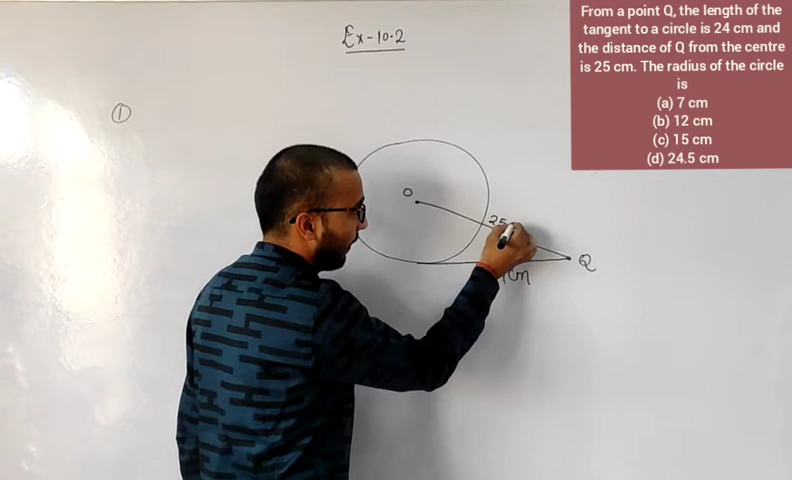 Ex-10.2
From a point Q, the length of the
tangent to a circle is 24 cm and
the distance of Q from the centre
is 25 cm. The radius of the circle
is
(a) 7 cm
(b) 12 cm
(c) 15 cm
(d) 24.5 cm
①
O
25
Q
cm